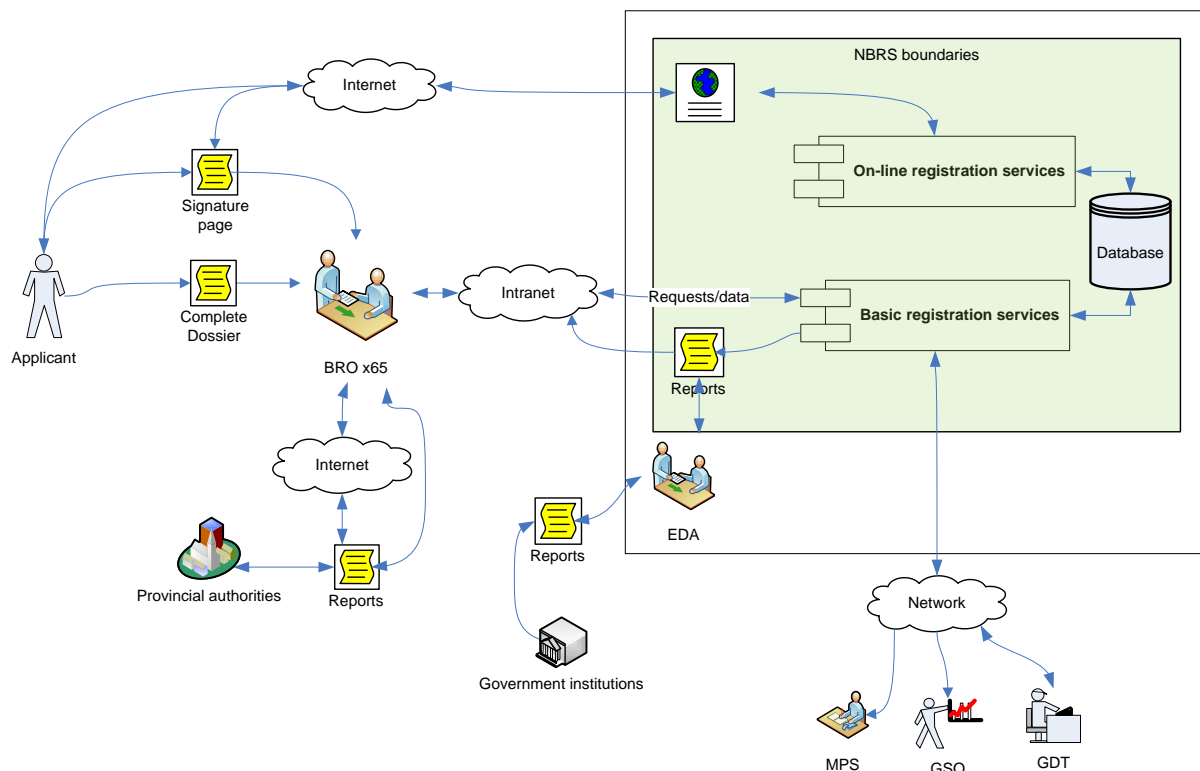 NBRS boundaries
Internet
On-line registration services
Signature
page
Database
Intranet
Requests/data
Basic registration services
Complete
Dossier
Applicant
BRO x65
Reports
Internet
EDA
Reports
Provincial authorities
Reports
Network
Government institutions
MPS
GSO
GDT